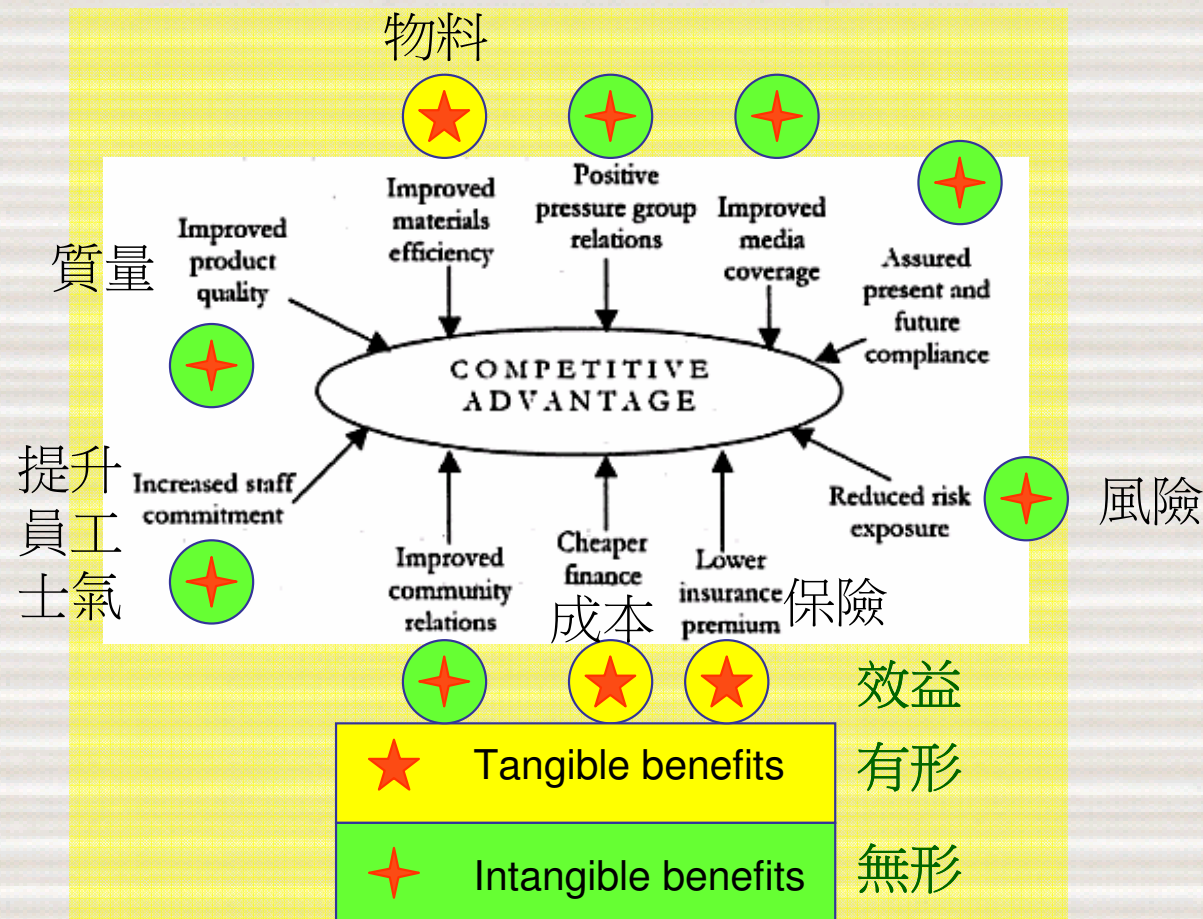 物料
Improved
materials
efficiency
Positive
pressure group
relations
Improved
media
coverage
Assured
present and
future
compliance
質量
Improved
product
quality
COMPETITIVE
ADVANTAGE
提升
員工
士氣
Increased staff
commitment
Improved
community
relations
Cheaper
finance
成本
Lower
insurance
premium
保險
Reduced risk
exposure
風險
效益
Tangible benefits
有形
Intangible benefits
無形